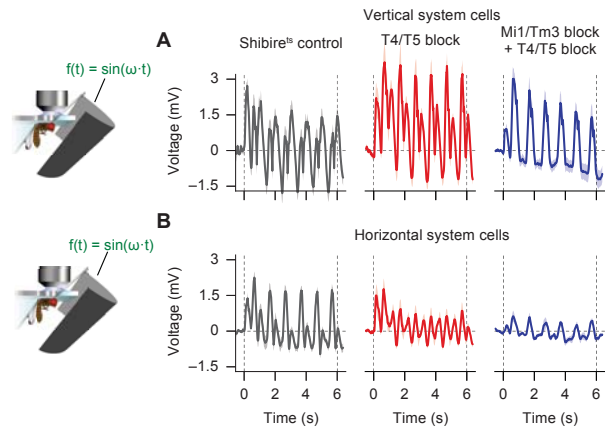 A
Vertical system cells
f(t) = sin(ω·t)
Shibireᵗˢ control
T4/T5 block
Mi1/Tm3 block
+ T4/T5 block
Voltage (mV)
3
1.5
0
−1.5
B
Horizontal system cells
f(t) = sin(ω·t)
Voltage (mV)
3
1.5
0
−1.5
0 2 4 6
0 2 4 6
0 2 4 6
Time (s)
Time (s)
Time (s)